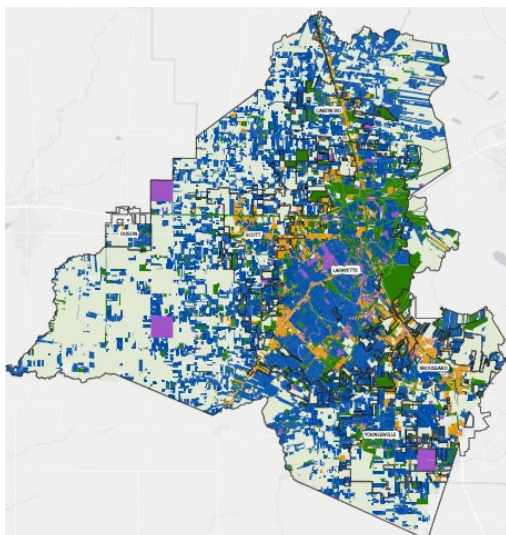 CARENCRO
DUSON
SCOTT
LAFAYETTE
BROUSSARD
YOUNGSVILLE